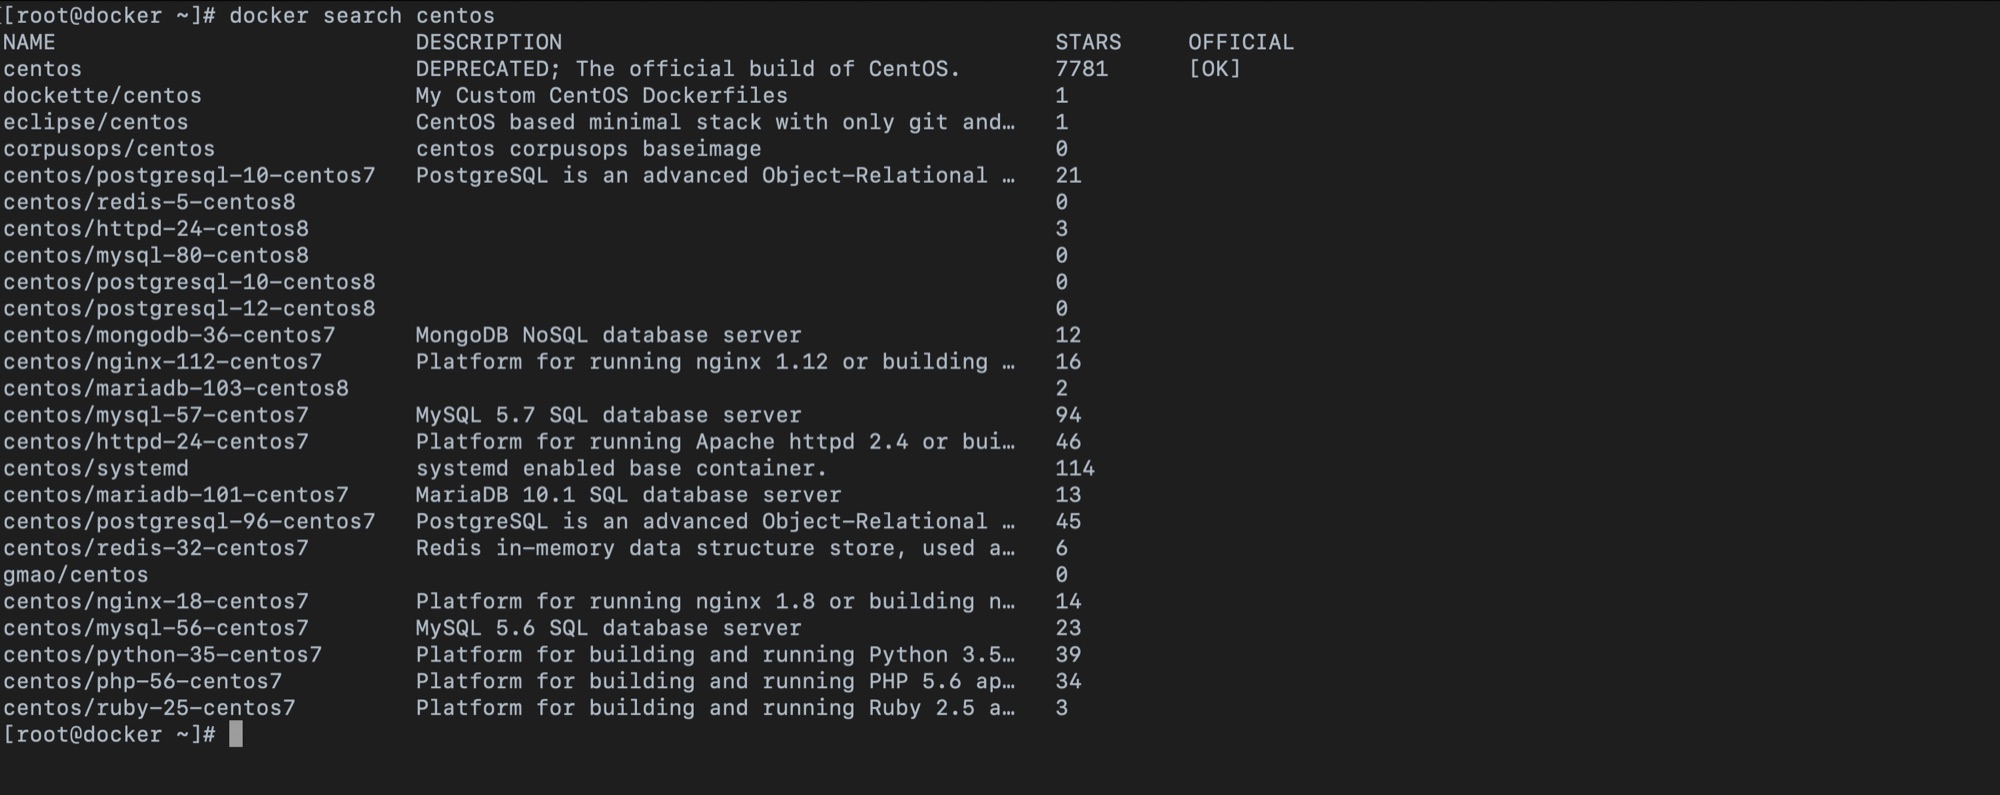 [root@docker ~]# docker search centos
NAME                           DESCRIPTION                                     STARS     OFFICIAL
centos                         DEPRECATED; The official build of CentOS.       7781      [OK]
dockette/centos                My Custom CentOS Dockerfiles                    1
eclipse/centos                 CentOS based minimal stack with only git and…   1
corpusops/centos               centos corpusops baseimage                      0
centos/postgresql-10-centos7   PostgreSQL is an advanced Object-Relational …   21
centos/redis-5-centos8                                                         0
centos/httpd-24-centos8                                                        3
centos/mysql-80-centos8                                                        0
centos/postgresql-10-centos8                                                   0
centos/postgresql-12-centos8                                                   0
centos/mongodb-36-centos7      MongoDB NoSQL database server                   12
centos/nginx-112-centos7       Platform for running nginx 1.12 or building …   16
centos/mariadb-103-centos8                                                     2
centos/mysql-57-centos7        MySQL 5.7 SQL database server                   94
centos/httpd-24-centos7        Platform for running Apache httpd 2.4 or bui…   46
centos/systemd                 systemd enabled base container.                 114
centos/mariadb-101-centos7     MariaDB 10.1 SQL database server                13
centos/postgresql-96-centos7   PostgreSQL is an advanced Object-Relational …   45
centos/redis-32-centos7        Redis in-memory data structure store, used a…   6
gmao/centos                                                                    0
centos/nginx-18-centos7        Platform for running nginx 1.8 or building n…   14
centos/mysql-56-centos7        MySQL 5.6 SQL database server                   23
centos/python-35-centos7       Platform for building and running Python 3.5…   39
centos/php-56-centos7          Platform for building and running PHP 5.6 ap…   34
centos/ruby-25-centos7         Platform for building and running Ruby 2.5 a…   3
[root@docker ~]#